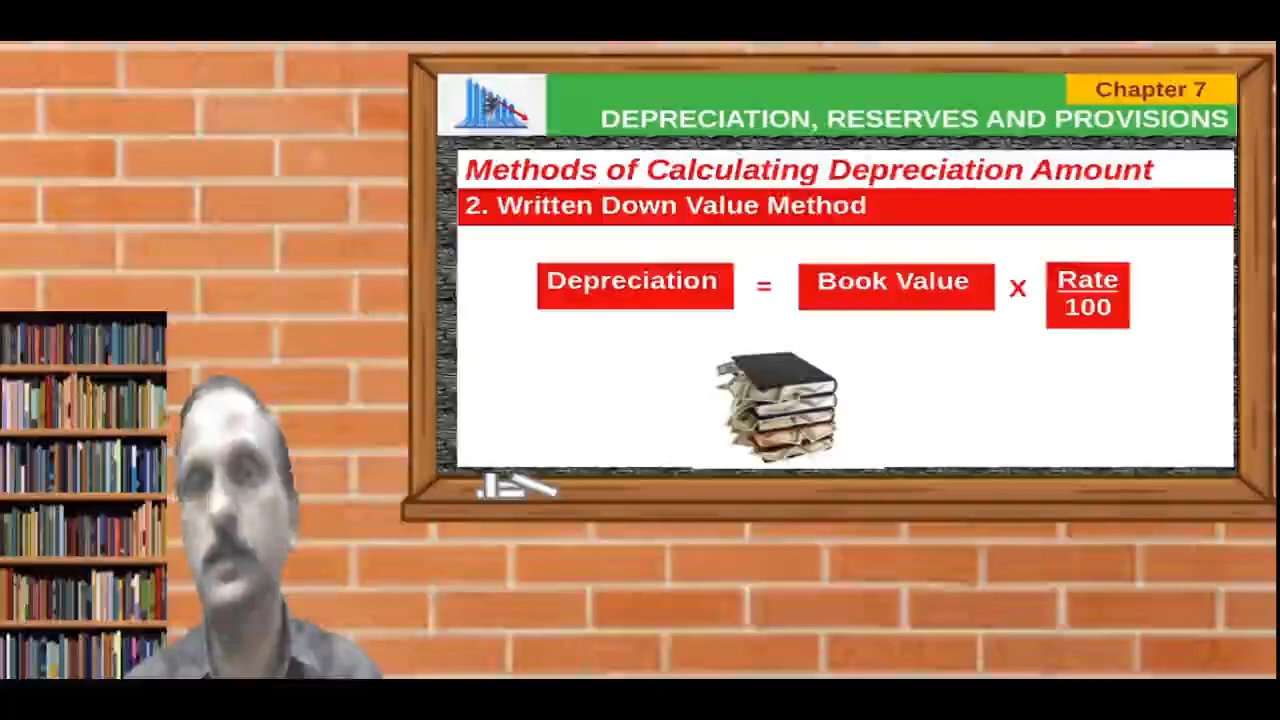 Chapter 7
DEPRECIATION, RESERVES AND PROVISIONS
Methods of Calculating Depreciation Amount
2. Written Down Value Method
Depreciation = Book Value x Rate
100